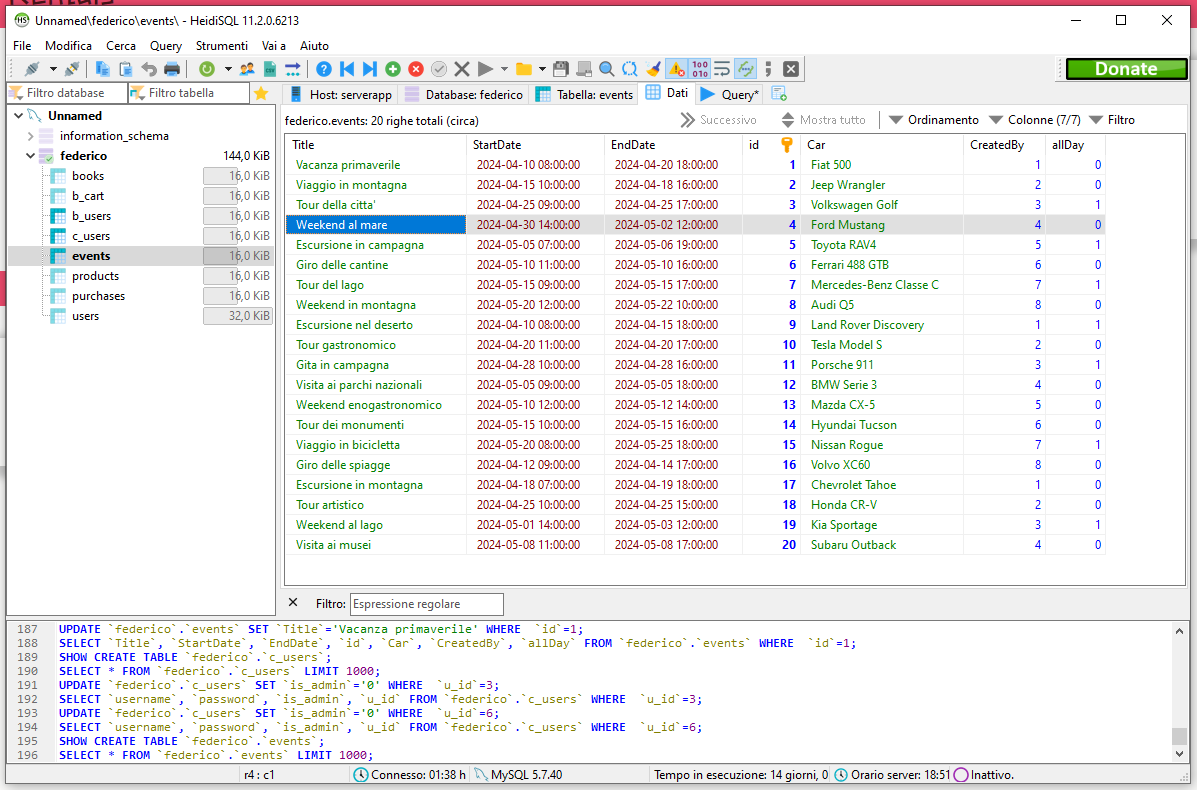 Unnamed\federico\events\ - HeidiSQL 11.2.0.6213
File Modifica Cerca Query Strumenti Vai a Aiuto
Donate
Filtro database Filtro tabella Host: serverapp Database: federico Tabella: events Dati Query*
Unnamed
information_schema
federico 144,0 KiB
books 16,0 KiB
b_cart 16,0 KiB
b_users 16,0 KiB
c_users 16,0 KiB
events 16,0 KiB
products 16,0 KiB
purchases 16,0 KiB
users 32,0 KiB
federico.events: 20 righe totali (circa) Successivo Mostra tutto Ordinamento Colonne (7/7) Filtro
Title StartDate EndDate id Car CreatedBy allDay
Vacanza primaverile 2024-04-10 08:00:00 2024-04-20 18:00:00 1 Fiat 500 1 0
Viaggio in montagna 2024-04-15 10:00:00 2024-04-18 16:00:00 2 Jeep Wrangler 2 0
Tour della citta' 2024-04-25 09:00:00 2024-04-25 17:00:00 3 Volkswagen Golf 3 1
Weekend al mare 2024-04-30 14:00:00 2024-05-02 12:00:00 4 Ford Mustang 4 0
Escursione in campagna 2024-05-05 07:00:00 2024-05-06 19:00:00 5 Toyota RAV4 5 1
Giro delle cantine 2024-05-10 11:00:00 2024-05-10 16:00:00 6 Ferrari 488 GTB 6 0
Tour del lago 2024-05-15 09:00:00 2024-05-15 17:00:00 7 Mercedes-Benz Classe C 7 1
Weekend in montagna 2024-05-20 12:00:00 2024-05-22 10:00:00 8 Audi Q5 8 0
Escursione nel deserto 2024-04-10 08:00:00 2024-04-15 18:00:00 9 Land Rover Discovery 1 1
Tour gastronomico 2024-04-20 11:00:00 2024-04-20 17:00:00 10 Tesla Model S 2 0
Gita in campagna 2024-04-28 10:00:00 2024-04-28 16:00:00 11 Porsche 911 3 1
Visita ai parchi nazionali 2024-05-05 09:00:00 2024-05-05 18:00:00 12 BMW Serie 3 4 0
Weekend enogastronomico 2024-05-10 12:00:00 2024-05-12 14:00:00 13 Mazda CX-5 5 0
Tour dei monumenti 2024-05-15 10:00:00 2024-05-15 16:00:00 14 Hyundai Tucson 6 0
Viaggio in bicicletta 2024-05-20 08:00:00 2024-05-25 18:00:00 15 Nissan Rogue 7 1
Giro delle spiagge 2024-04-12 09:00:00 2024-04-14 17:00:00 16 Volvo XC60 8 0
Escursione in montagna 2024-04-18 07:00:00 2024-04-19 18:00:00 17 Chevrolet Tahoe 1 0
Tour artistico 2024-04-25 10:00:00 2024-04-25 15:00:00 18 Honda CR-V 2 0
Weekend al lago 2024-05-01 14:00:00 2024-05-03 12:00:00 19 Kia Sportage 3 1
Visita ai musei 2024-05-08 11:00:00 2024-05-08 17:00:00 20 Subaru Outback 4 0
Filtro: Espressione regolare
187 UPDATE `federico`.`events` SET `Title`='Vacanza primaverile' WHERE `id`=1;
188 SELECT `Title`, `StartDate`, `EndDate`, `id`, `Car`, `CreatedBy`, `allDay` FROM `federico`.`events` WHERE `id`=1;
189 SHOW CREATE TABLE `federico`.`c_users`;
190 SELECT * FROM `federico`.`c_users` LIMIT 1000;
191 UPDATE `federico`.`c_users` SET `is_admin`='0' WHERE `u_id`=3;
192 SELECT `username`, `password`, `is_admin`, `u_id` FROM `federico`.`c_users` WHERE `u_id`=3;
193 UPDATE `federico`.`c_users` SET `is_admin`='0' WHERE `u_id`=6;
194 SELECT `username`, `password`, `is_admin`, `u_id` FROM `federico`.`c_users` WHERE `u_id`=6;
195 SHOW CREATE TABLE `federico`.`events`;
196 SELECT * FROM `federico`.`events` LIMIT 1000;
r4 : c1 Connesso: 01:38 h MySQL 5.7.40 Tempo in esecuzione: 14 giorni, 0 Orario server: 18:51 Inattivo.